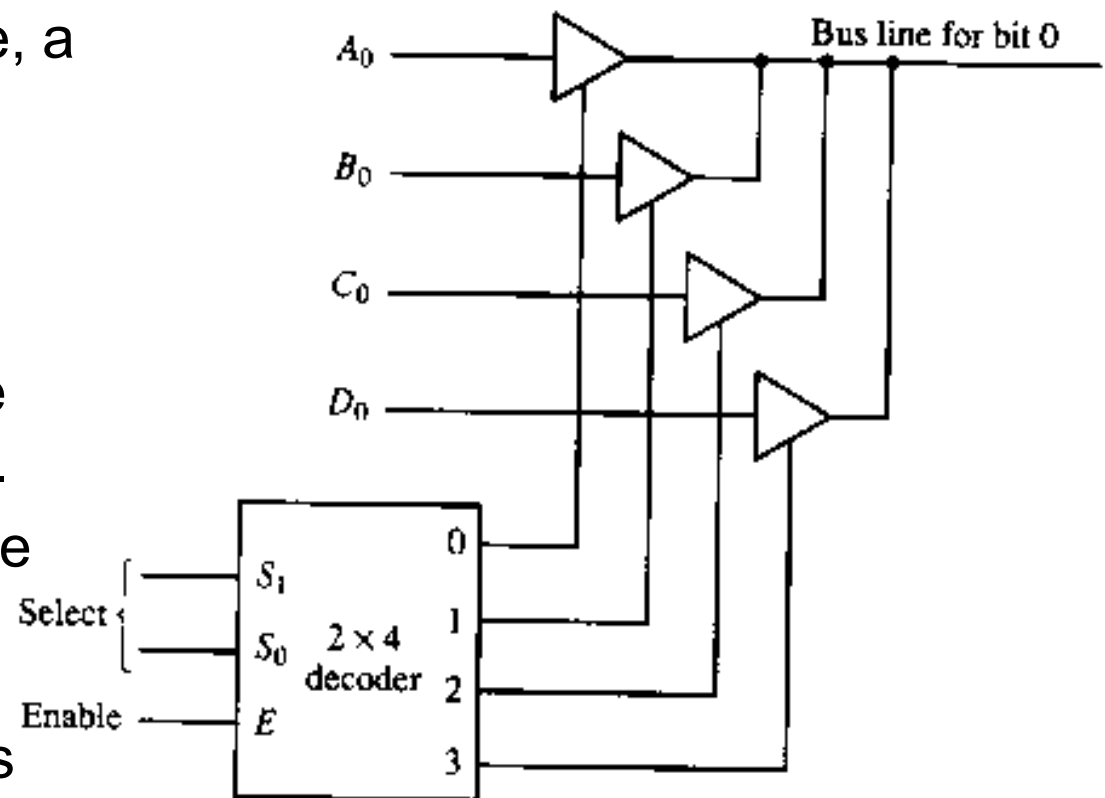 e, a
Bus line for bit 0
A₀
B₀
C₀
D₀
e
.
e
s
Select
Enable
S₁
S₀
E
2 × 4
decoder
0
1
2
3